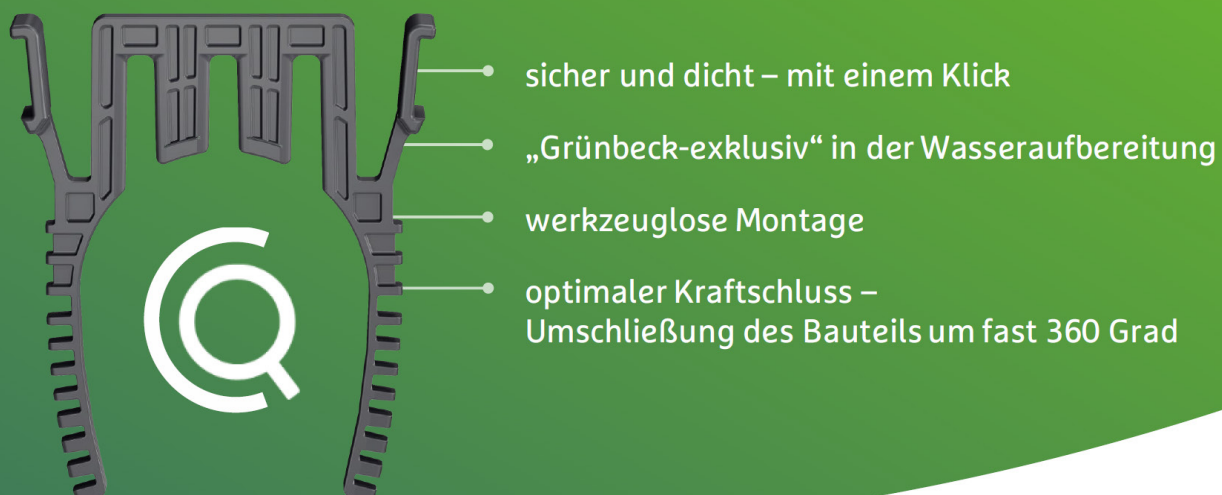 sicher und dicht – mit einem Klick
„Grünbeck-exklusiv“ in der Wasseraufbereitung
werkzeuglose Montage
optimaler Kraftschluss –
Umschließung des Bauteils um fast 360 Grad